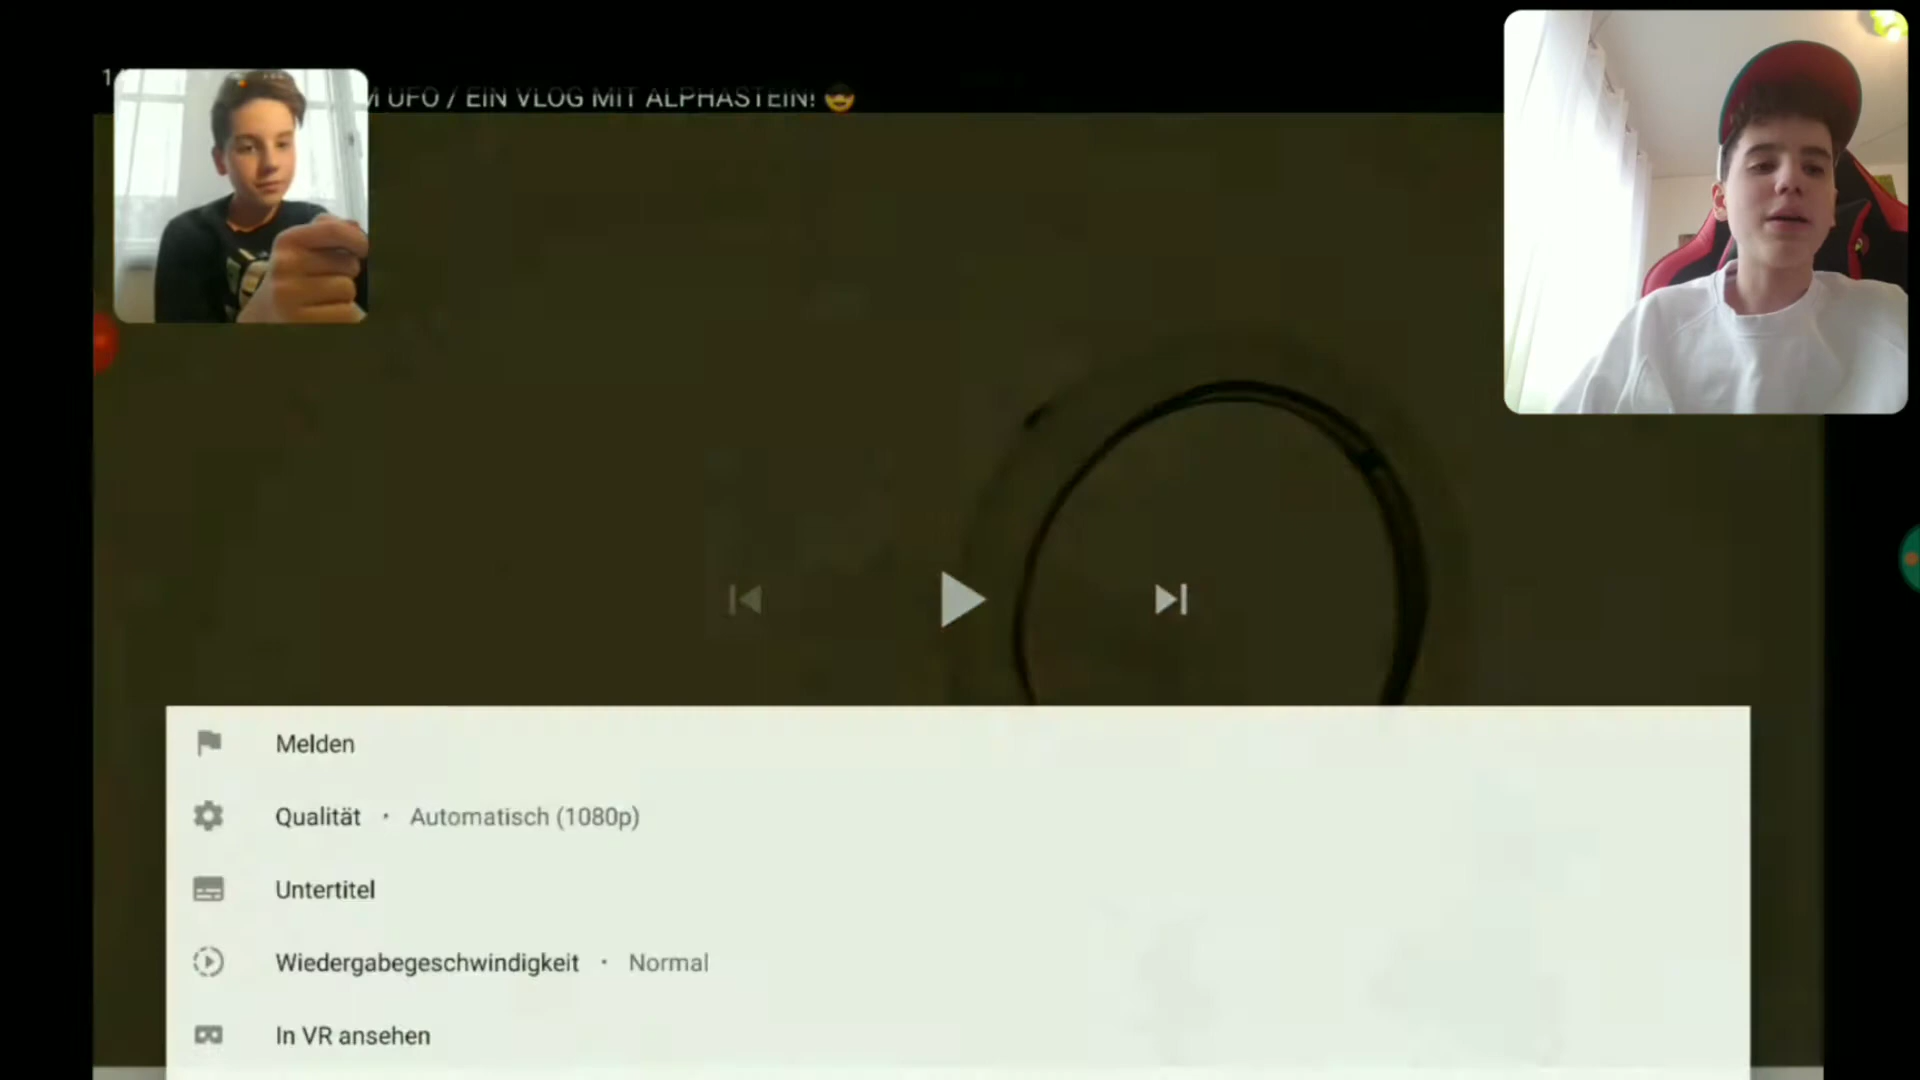 M UFO / EIN VLOG MIT ALPHASTEIN! 😎
Melden
Qualität • Automatisch (1080p)
Untertitel
Wiedergabegeschwindigkeit • Normal
In VR ansehen